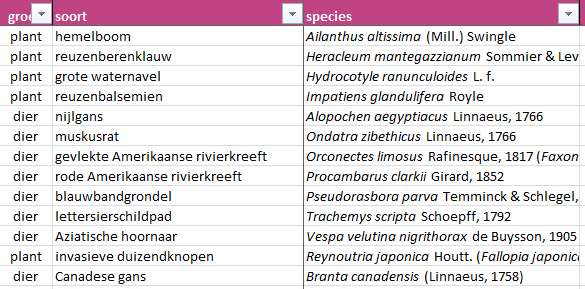 groe soort species
plant hemelboom Ailanthus altissima (Mill.) Swingle
plant reuzenberenklauw Heracleum mantegazzianum Sommier & Lev
plant grote waternavel Hydrocotyle ranunculoides L. f.
plant reuzenbalsemien Impatiens glandulifera Royle
dier nijlgans Alopochen aegyptiacus Linnaeus, 1766
dier muskusrat Ondatra zibethicus Linnaeus, 1766
dier gevlekte Amerikaanse rivierkreeft Orconectes limosus Rafinesque, 1817 (Faxon
dier rode Amerikaanse rivierkreeft Procambarus clarkii Girard, 1852
dier blauwbandgrondel Pseudorasbora parva Temminck & Schlegel,
dier lettersierschildpad Trachemys scripta Schoepff, 1792
dier Aziatische hoornaar Vespa velutina nigrithorax de Buysson, 1905
plant invasieve duizendknopen Reynoutria japonica Houtt. (Fallopia japonica
dier Canadese gans Branta canadensis (Linnaeus, 1758)